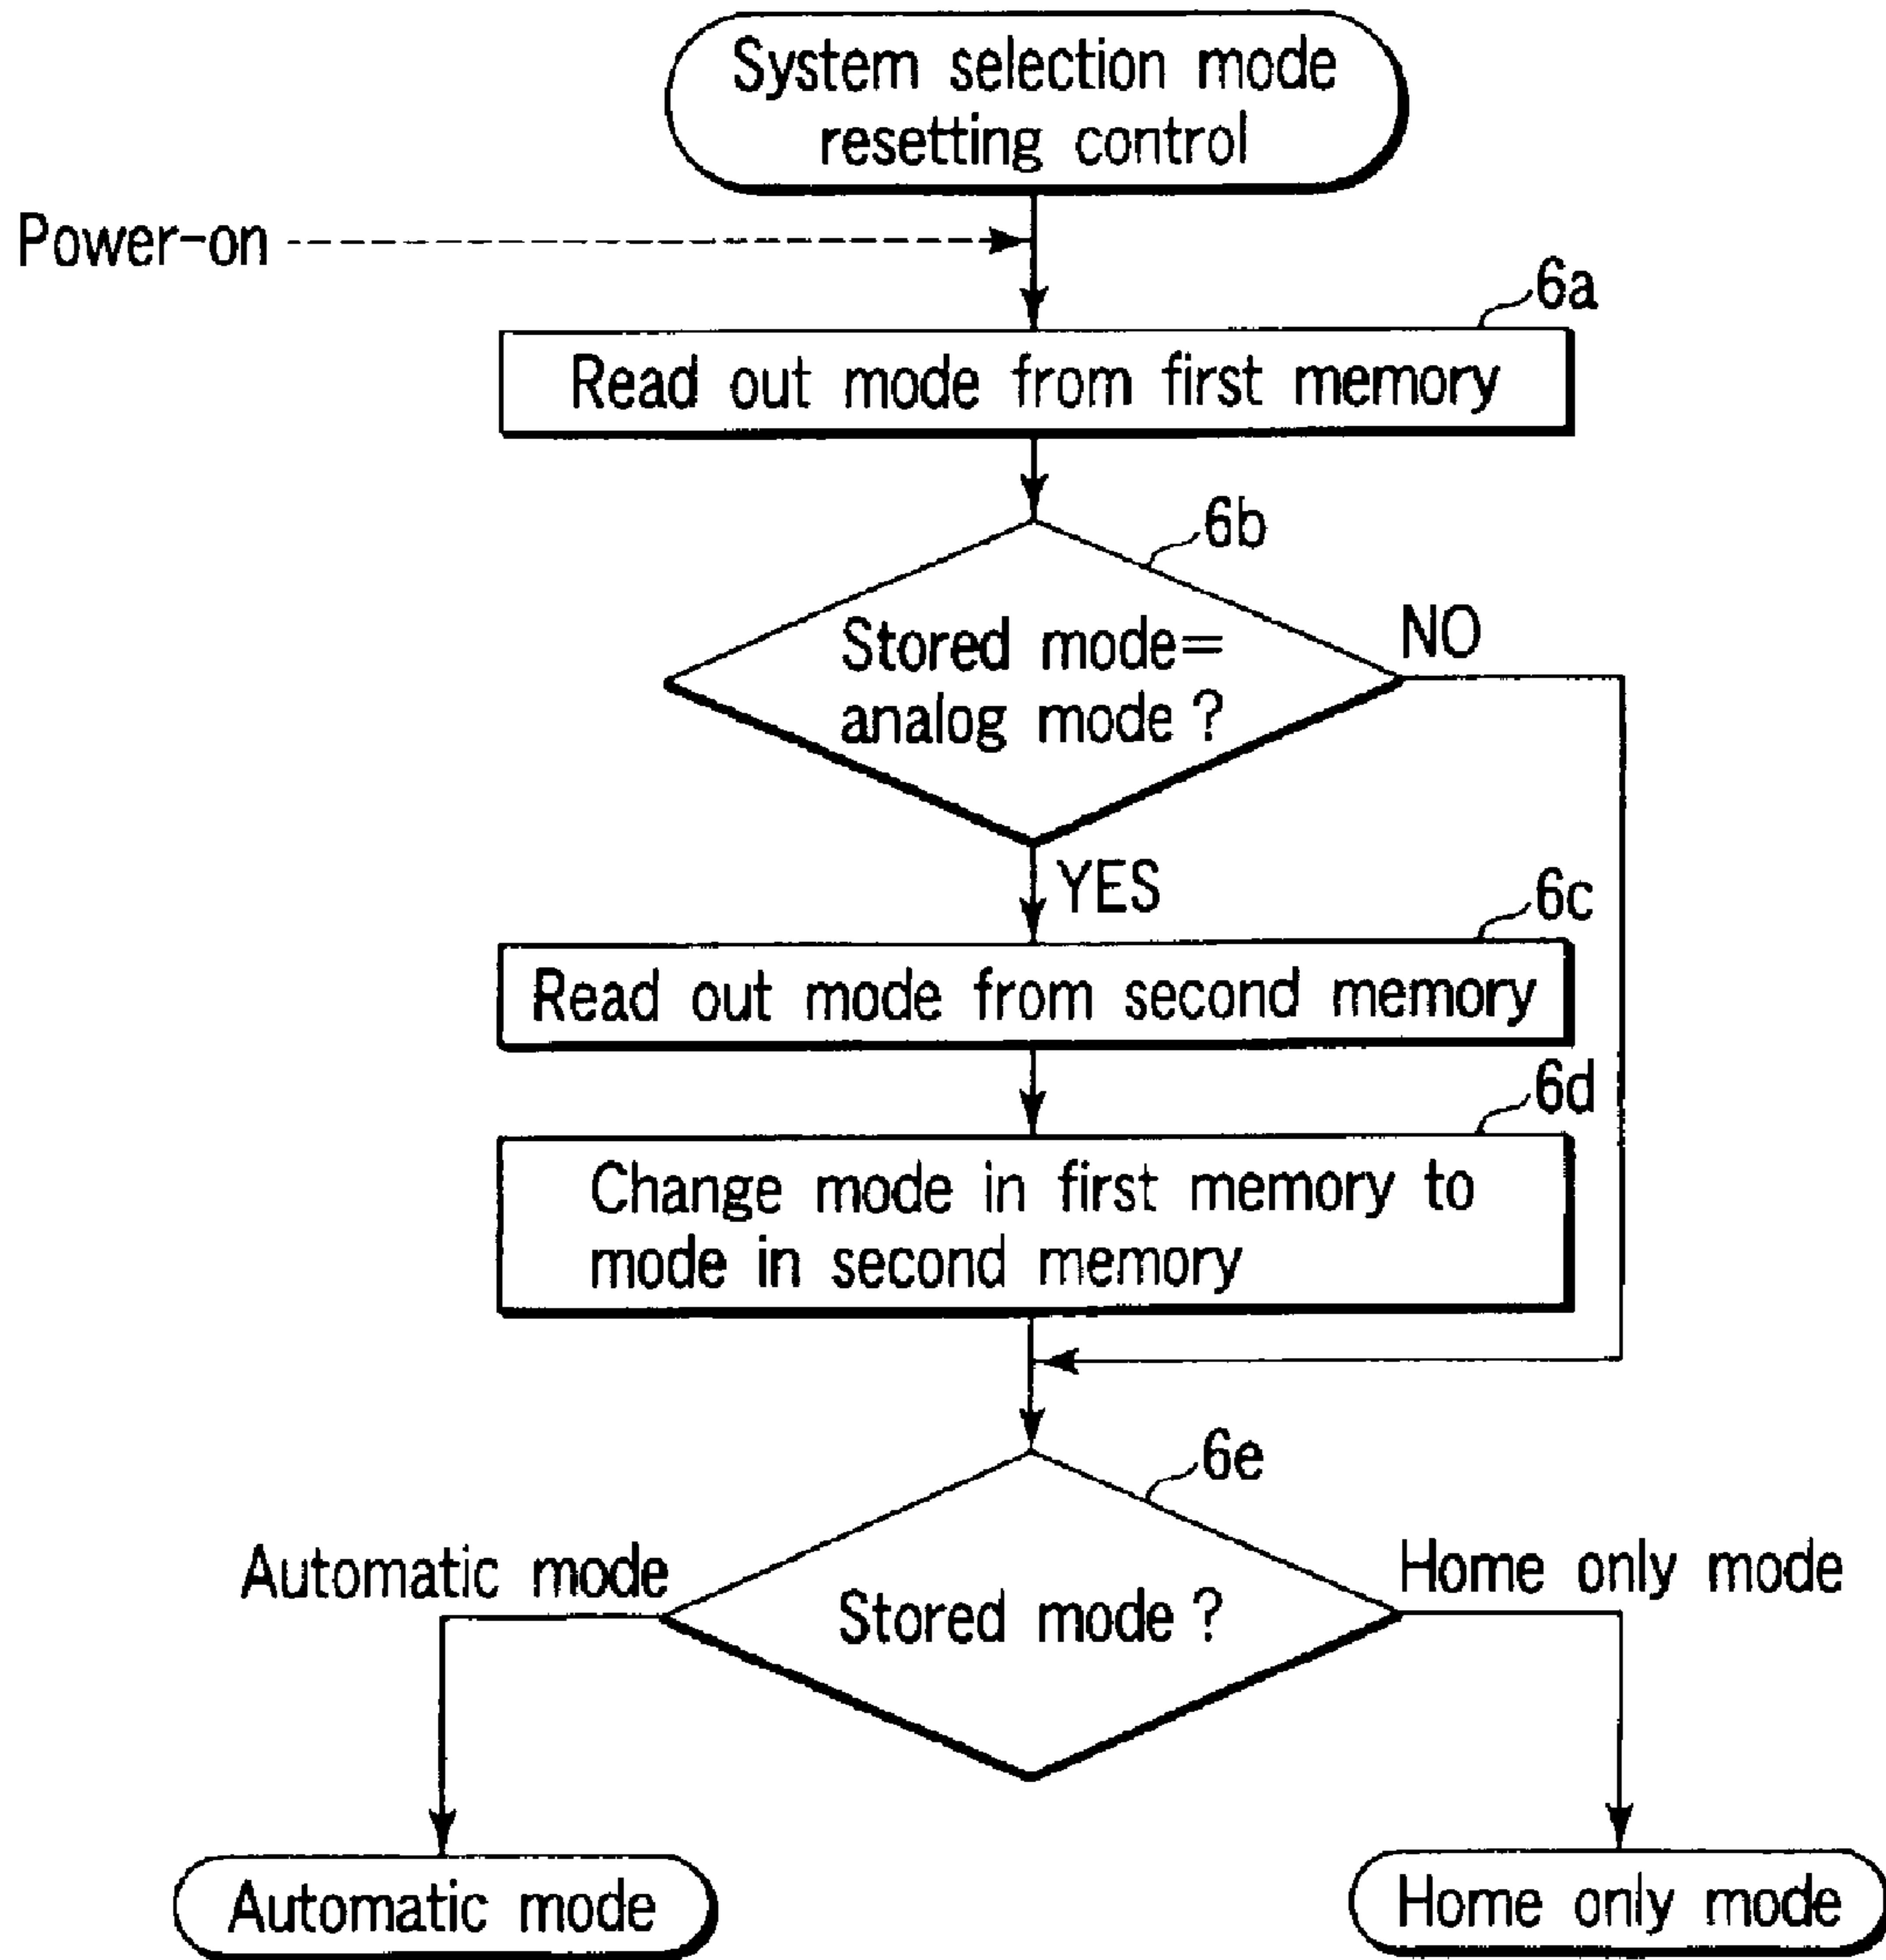 System selection mode
resetting control
Power-on
6a
Read out mode from first memory
6b
Stored mode=
analog mode ?
NO
YES
6c
Read out mode from second memory
6d
Change mode in first memory to
mode in second memory
6e
Stored mode ?
Automatic mode
Home only mode
Automatic mode
Home only mode